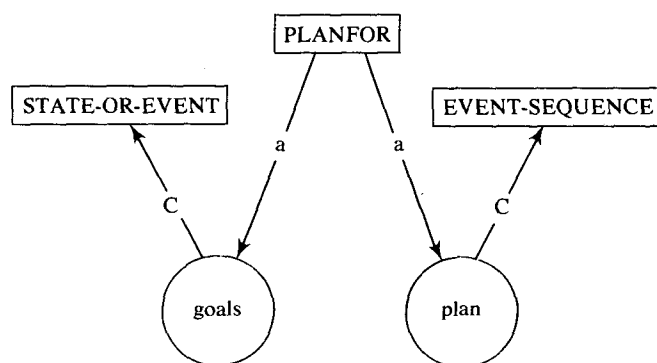 PLANFOR
STATE-OR-EVENT
EVENT-SEQUENCE
a
a
C
C
goals
plan